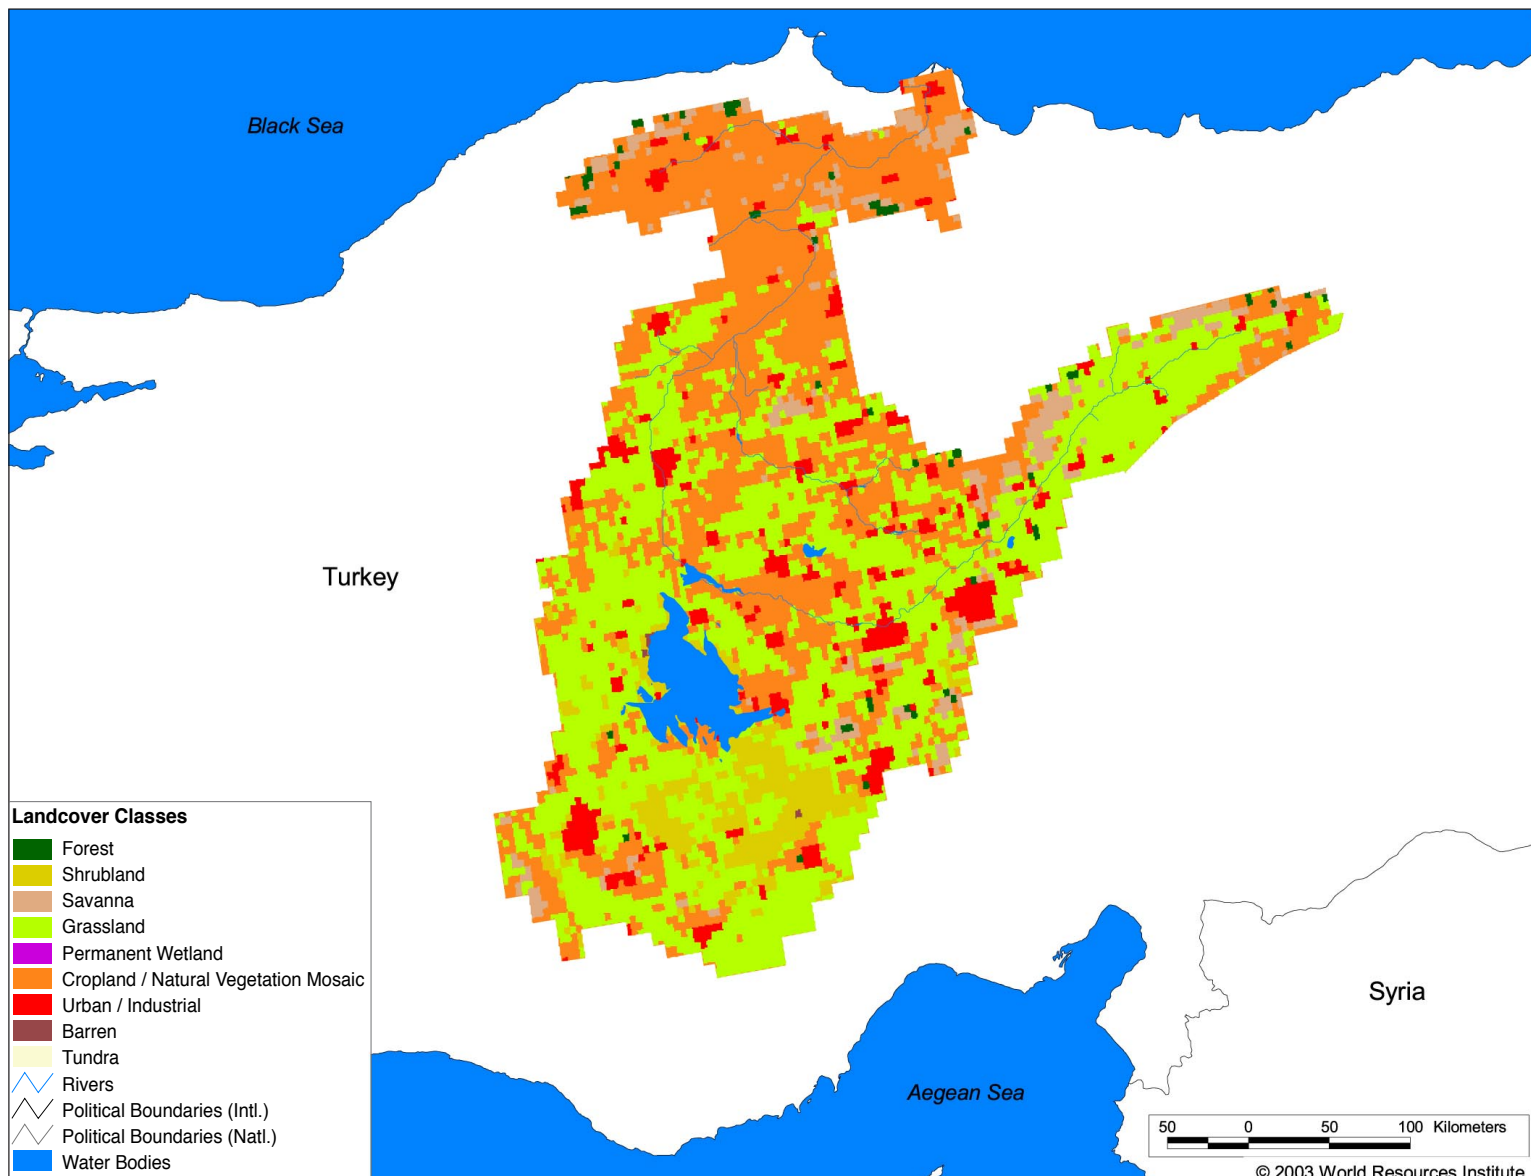 Black Sea
Turkey
Landcover Classes
Forest
Shrubland
Savanna
Grassland
Permanent Wetland
Cropland / Natural Vegetation Mosaic
Urban / Industrial
Barren
Tundra
Rivers
Political Boundaries (Intl.)
Political Boundaries (Natl.)
Water Bodies
Syria
Aegean Sea
50 0 50 100 Kilometers
© 2003 World Resources Institute